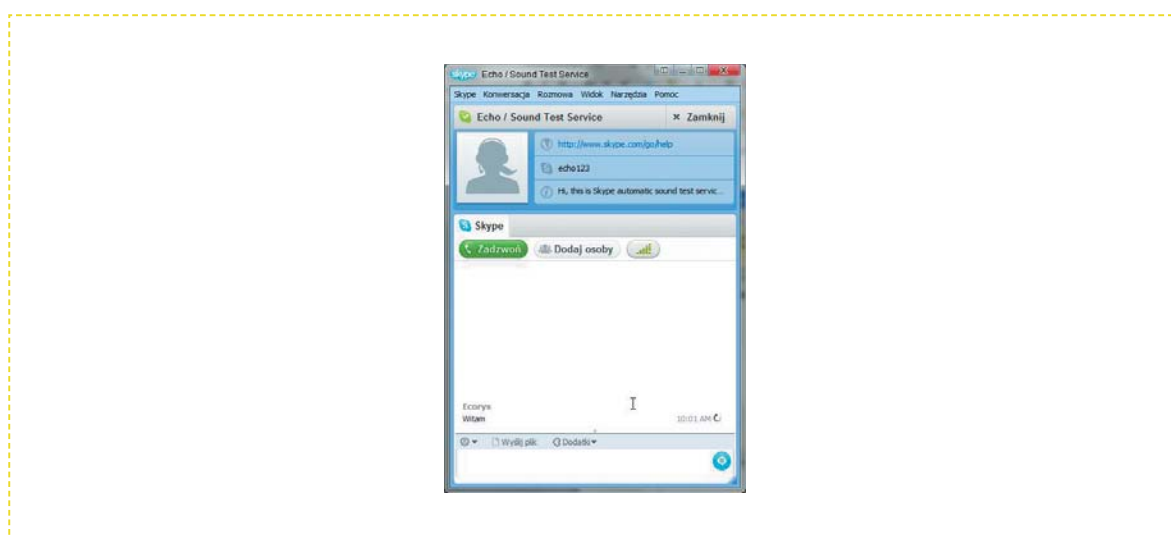 skype Echo / Sound Test Service
Skype Konwersacja Rozmowa Widok Narzędzia Pomoc
Echo / Sound Test Service × Zamknij
http://www.skype.com/go/help
echo123
Hi, this is Skype automatic sound test servic...
Skype
Zadzwoń Dodaj osoby
Ecorys
Witam 10:01 AM
Wyślij plik Dodatki